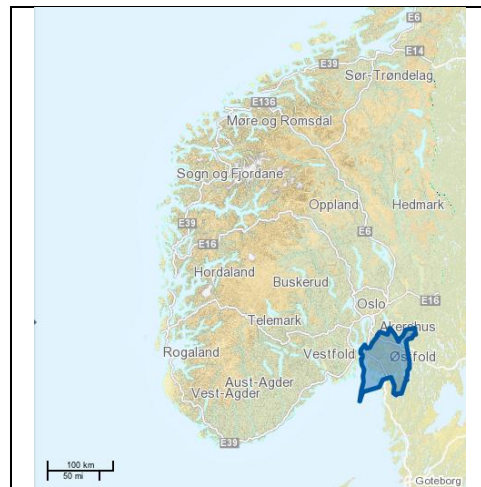 E6
E14
E39
Sør-Trøndelag
E136
Møre og Romsdal
Sogn og Fjordane
Oppland
Hedmark
E39
E6
E16
Hordaland
Buskerud
E16
Oslo
Telemark
Akershus
Rogaland
Vestfold
Østfold
Aust-Agder
Vest-Agder
E39
100 km
50 mi
Goteborg